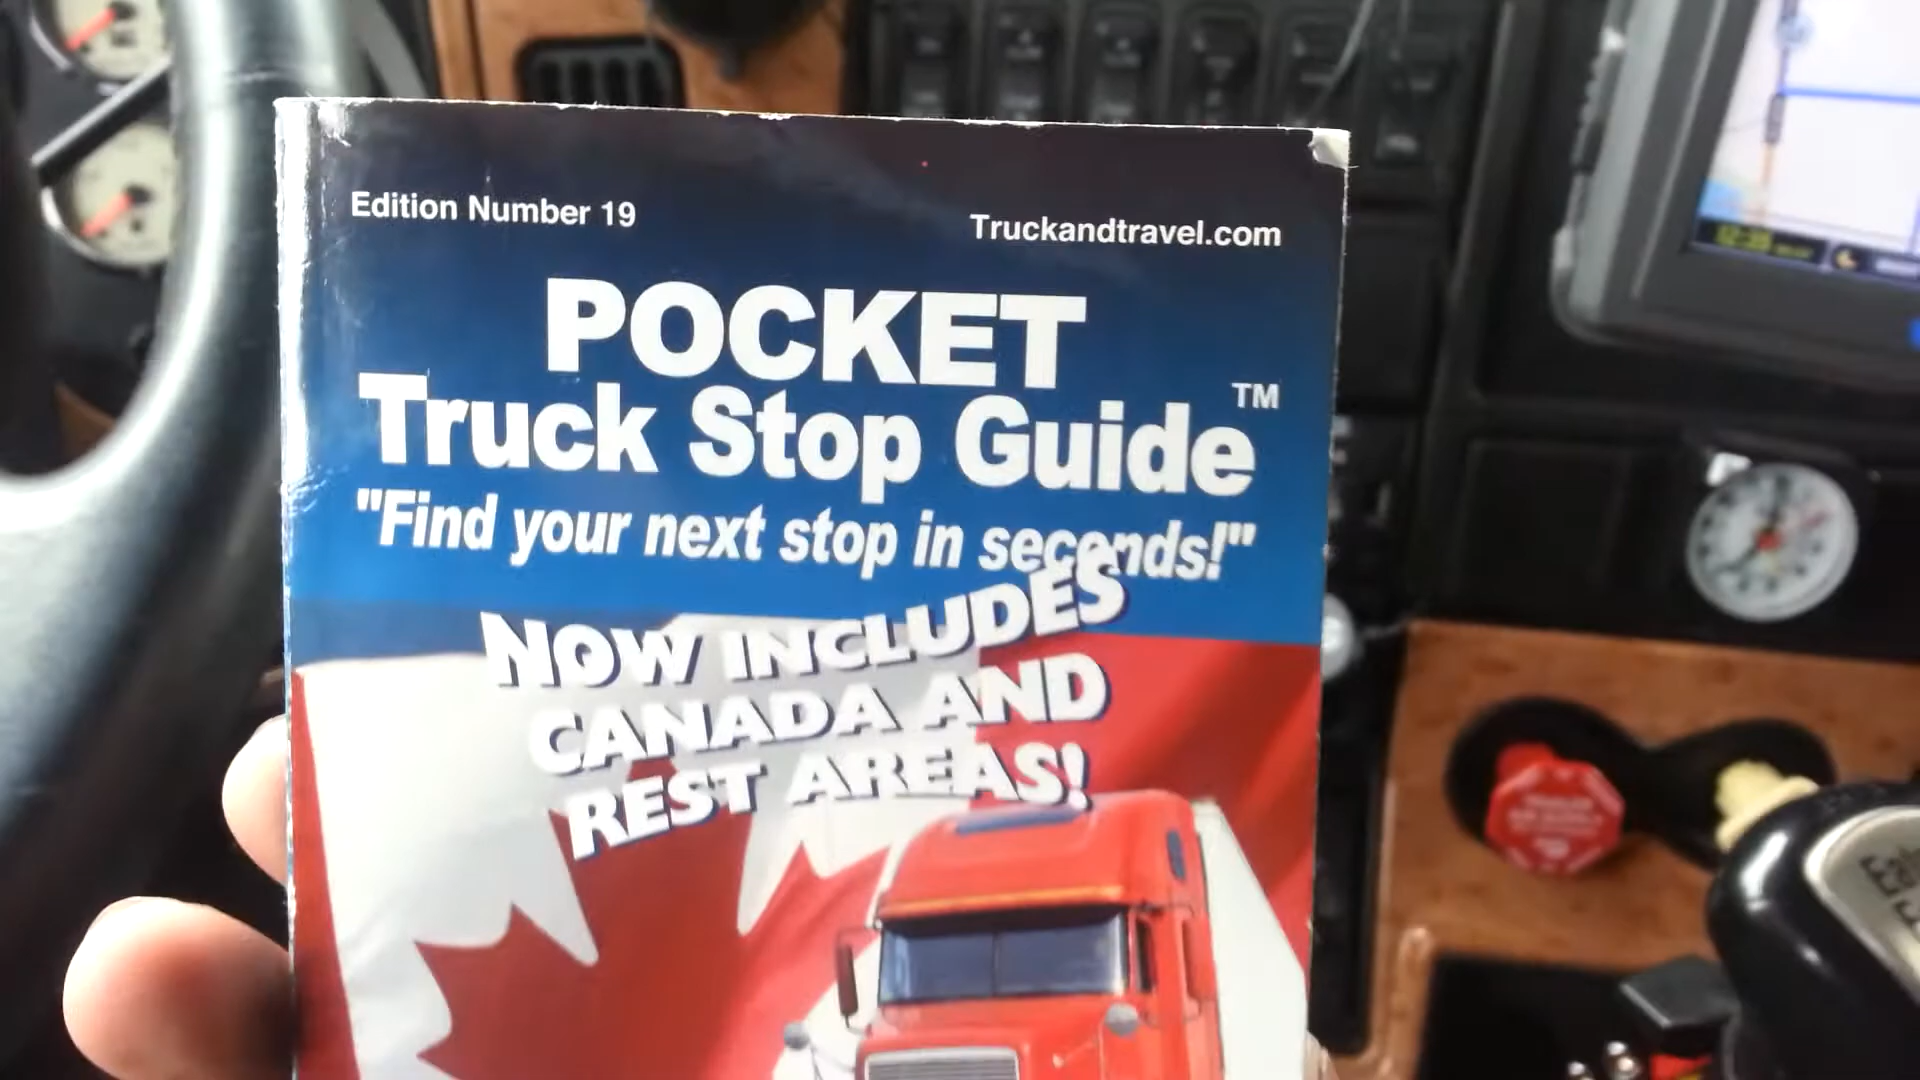 Edition Number 19
Truckandtravel.com
POCKET
Truck Stop Guide™
"Find your next stop in seconds!"
NOW INCLUDES
CANADA AND
REST AREAS!